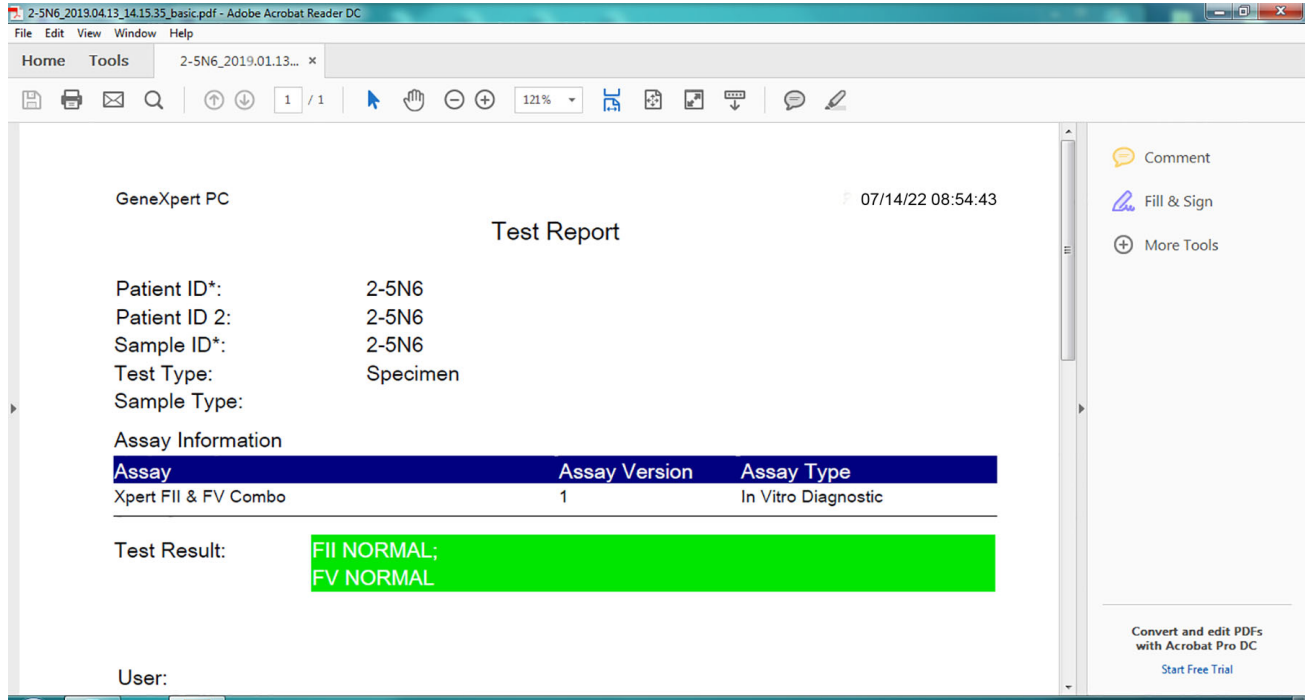 2-5N6_2019.04.13_14.15.35_basic.pdf - Adobe Acrobat Reader DC
File Edit View Window Help
Home Tools 2-5N6_2019.01.13... ×
1 / 1 121%
Comment
GeneXpert PC 07/14/22 08:54:43
Fill & Sign
Test Report
More Tools
Patient ID*: 2-5N6
Patient ID 2: 2-5N6
Sample ID*: 2-5N6
Test Type: Specimen
Sample Type:
Assay Information
Assay Assay Version Assay Type
Xpert FII & FV Combo 1 In Vitro Diagnostic
Test Result: FII NORMAL;
FV NORMAL
Convert and edit PDFs
with Acrobat Pro DC
Start Free Trial
User: